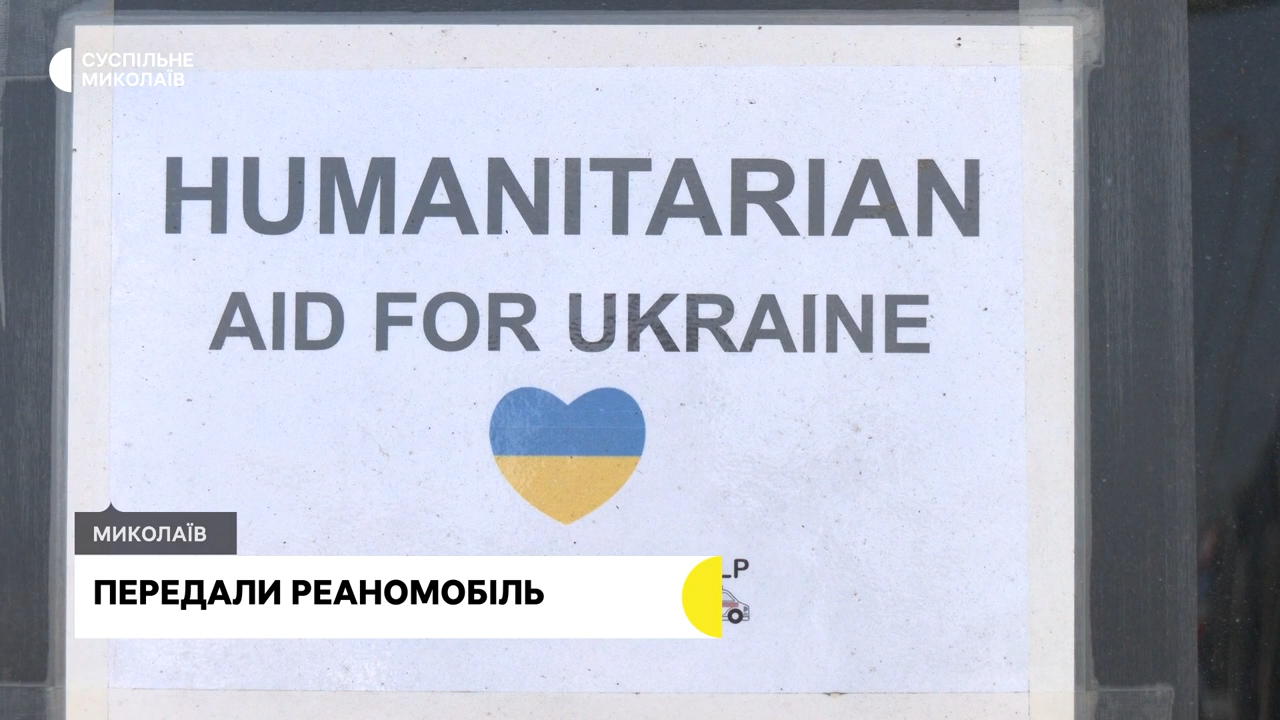 СУСПІЛЬНЕ
МИКОЛАЇВ
HUMANITARIAN
AID FOR UKRAINE
МИКОЛАЇВ
ПЕРЕДАЛИ РЕАНОМОБІЛЬ